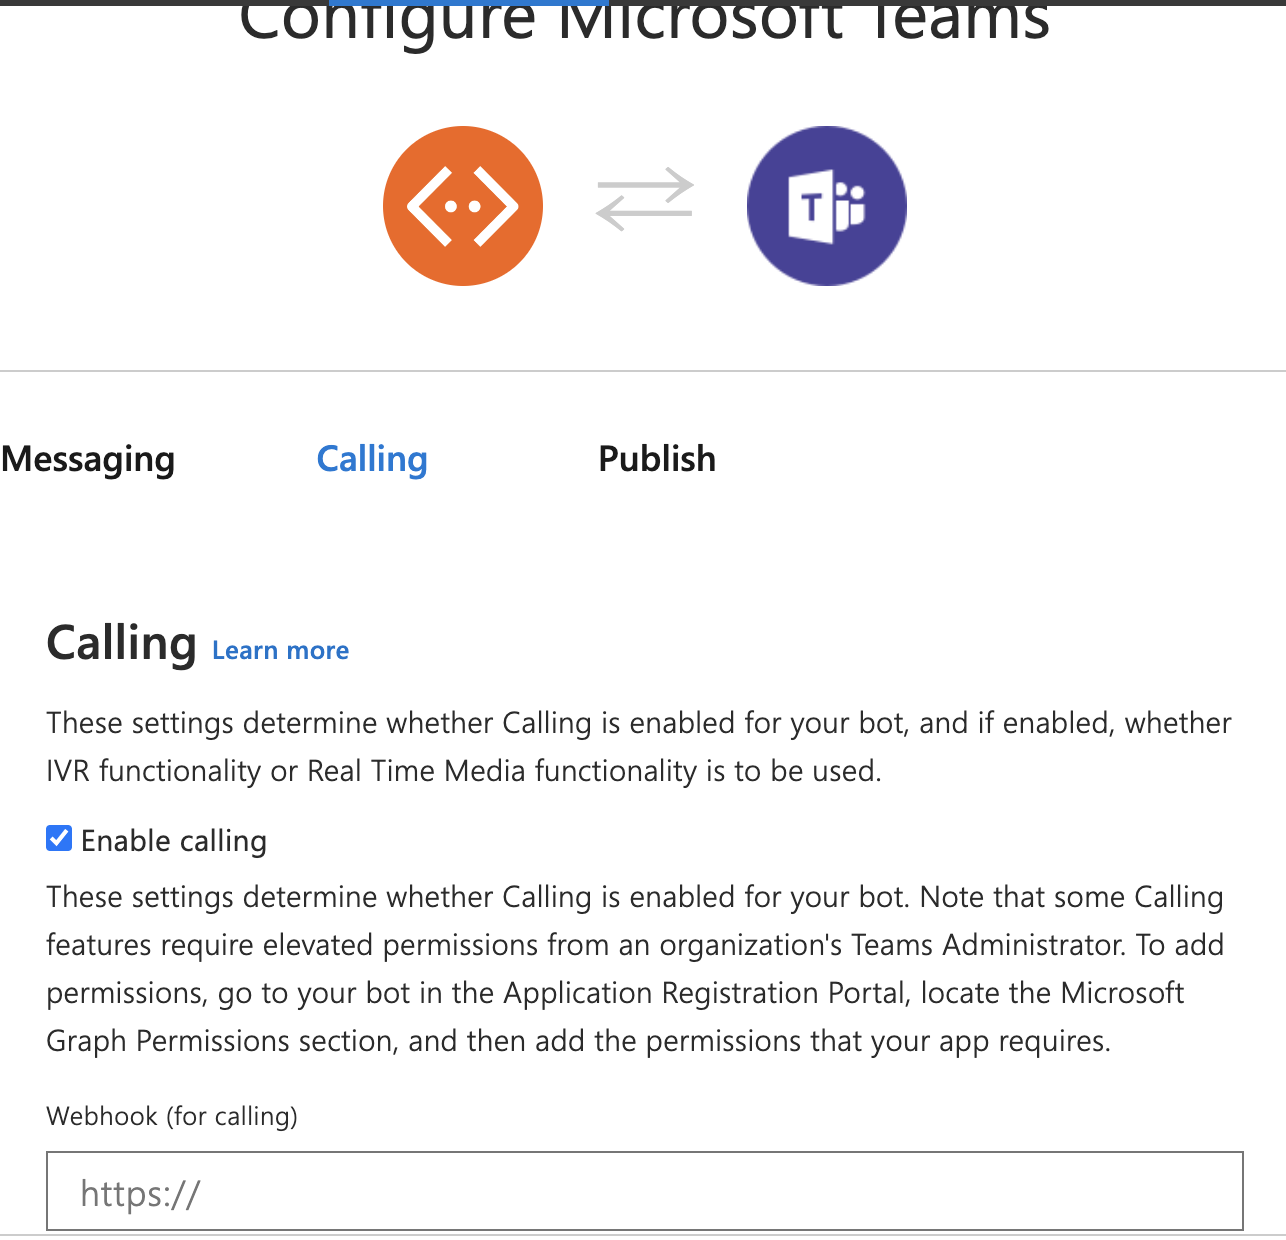 Configure Microsoft Teams
T
Messaging Calling Publish
Calling Learn more
These settings determine whether Calling is enabled for your bot, and if enabled, whether
IVR functionality or Real Time Media functionality is to be used.
Enable calling
These settings determine whether Calling is enabled for your bot. Note that some Calling
features require elevated permissions from an organization's Teams Administrator. To add
permissions, go to your bot in the Application Registration Portal, locate the Microsoft
Graph Permissions section, and then add the permissions that your app requires.
Webhook (for calling)
https://